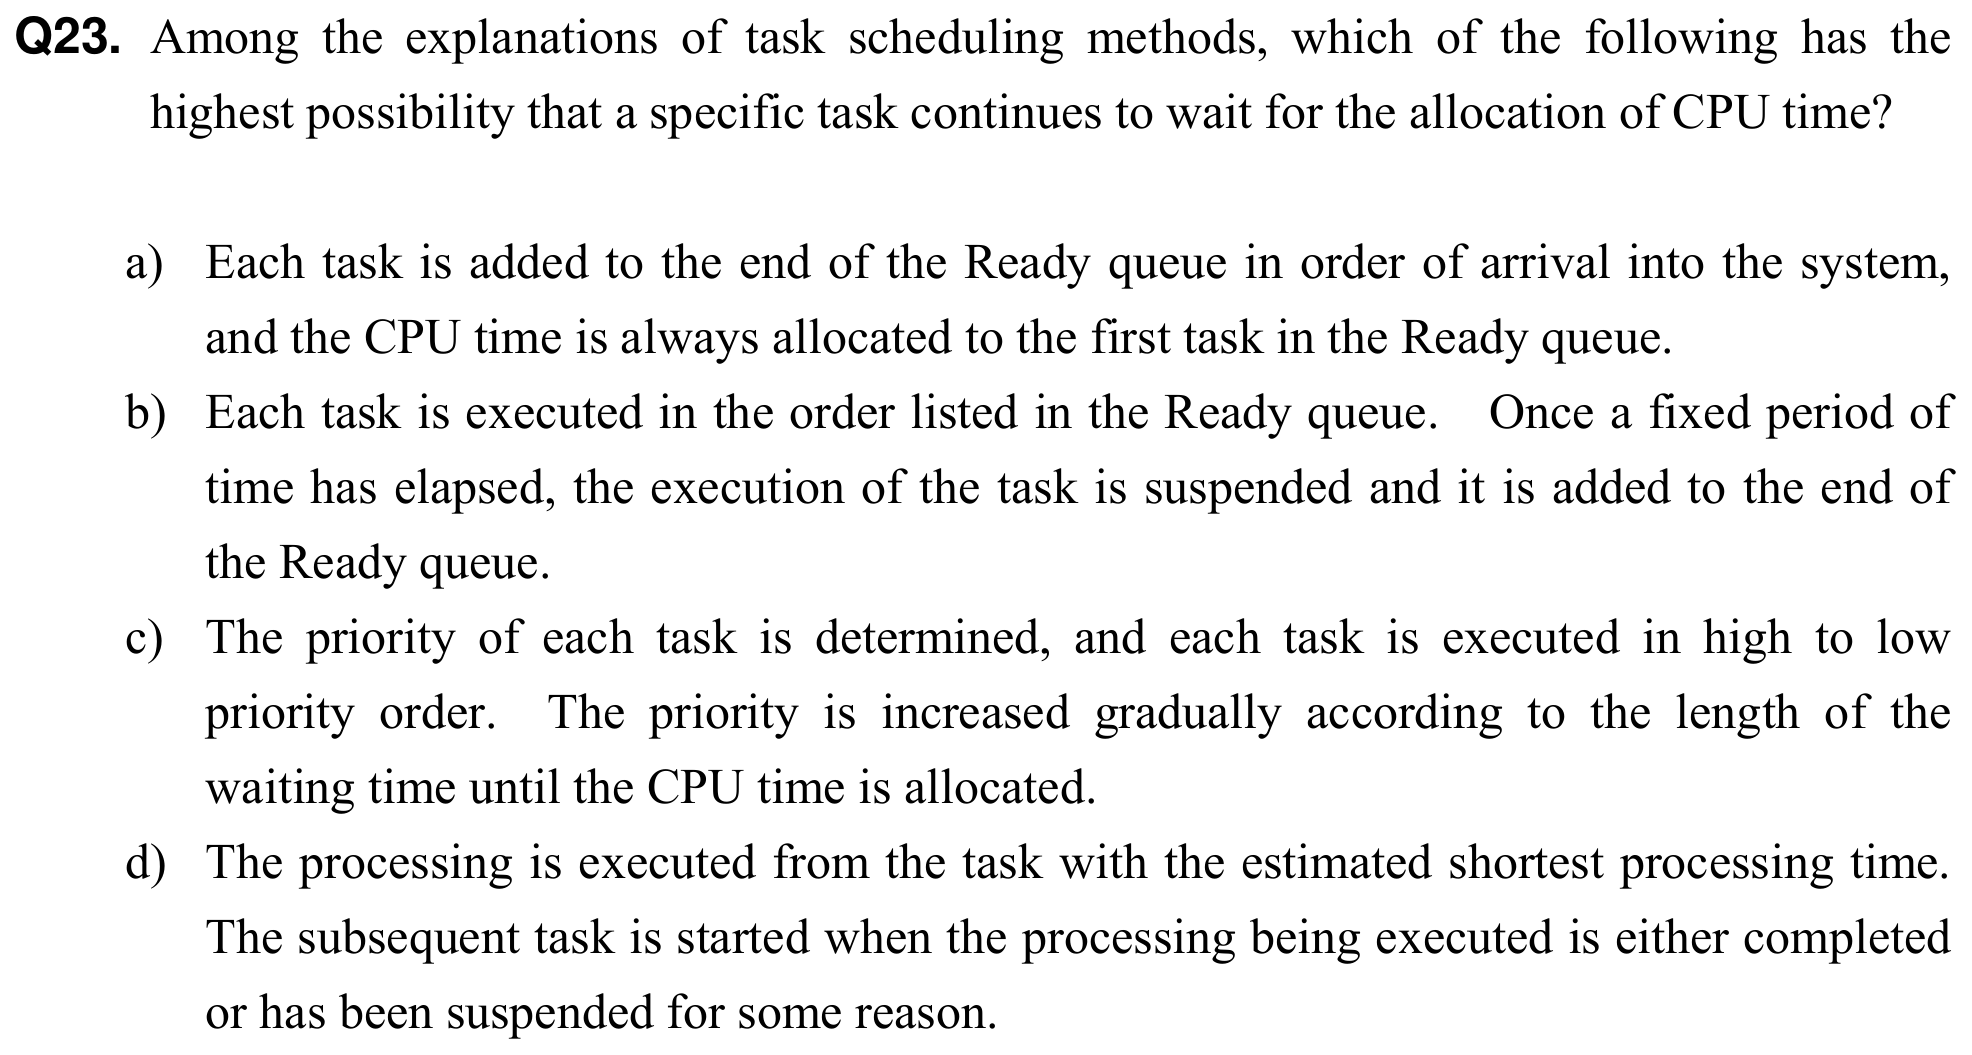 Q23. Among the explanations of task scheduling methods, which of the following has the
highest possibility that a specific task continues to wait for the allocation of CPU time?
a) Each task is added to the end of the Ready queue in order of arrival into the system,
and the CPU time is always allocated to the first task in the Ready queue.
b) Each task is executed in the order listed in the Ready queue. Once a fixed period of
time has elapsed, the execution of the task is suspended and it is added to the end of
the Ready queue.
c) The priority of each task is determined, and each task is executed in high to low
priority order. The priority is increased gradually according to the length of the
waiting time until the CPU time is allocated.
d) The processing is executed from the task with the estimated shortest processing time.
The subsequent task is started when the processing being executed is either completed
or has been suspended for some reason.